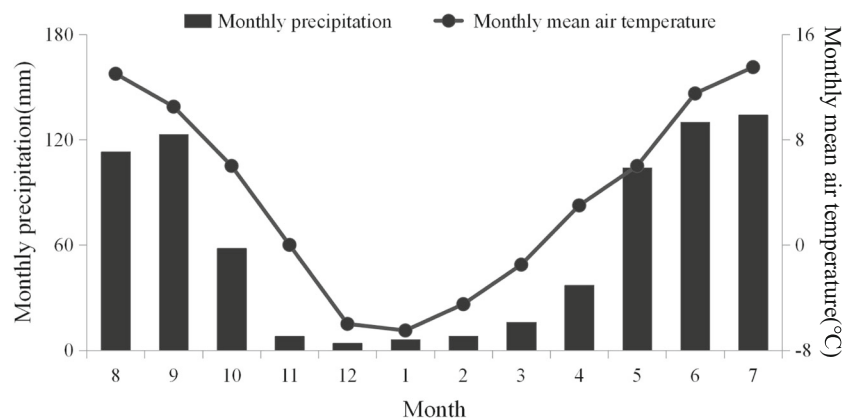 Monthly precipitation
Monthly mean air temperature
Monthly precipitation(mm)
180
120
60
0
16
8
0
-8
Monthly mean air temperature(°C)
8 9 10 11 12 1 2 3 4 5 6 7
Month